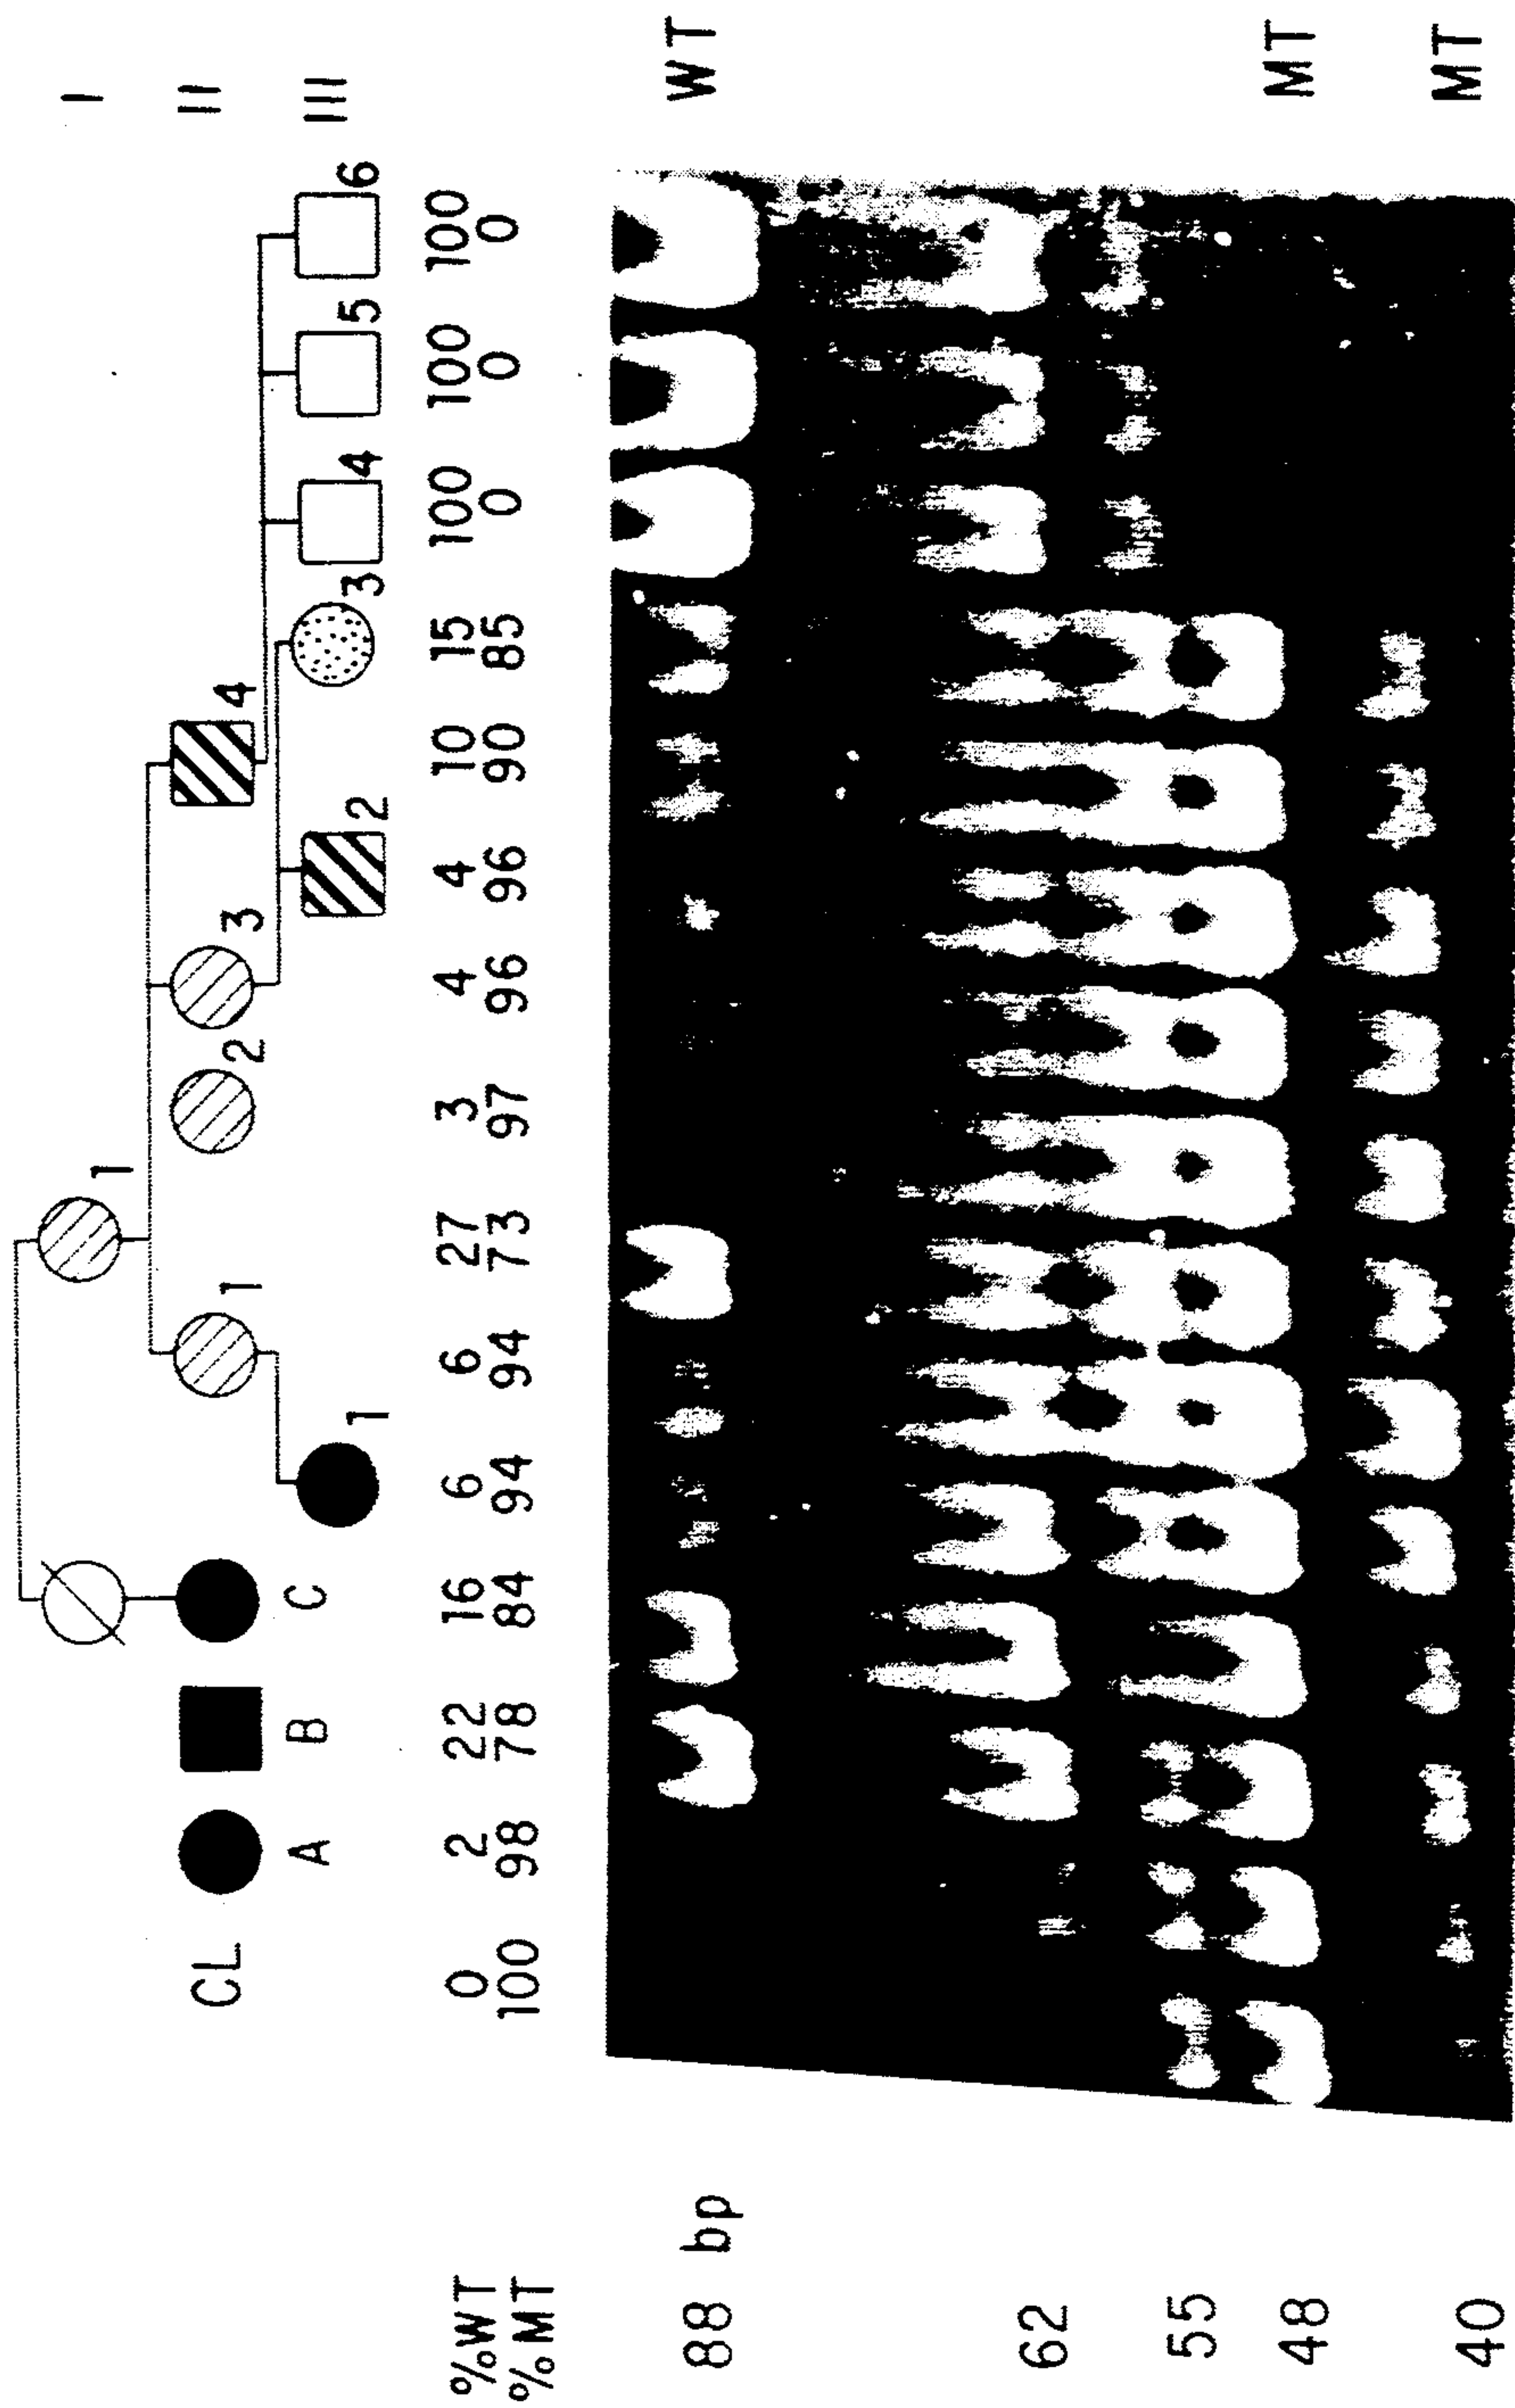 1 I
CL 1 2 3 4 II
A B C 1 2 3 4 5 6 III
%WT 0 2 22 16 6 6 27 3 4 4 10 15 100 100 100
%MT 100 98 78 84 94 94 73 97 96 96 90 85 0 0 0
88 bp WT
62
55
48 MT
40 MT